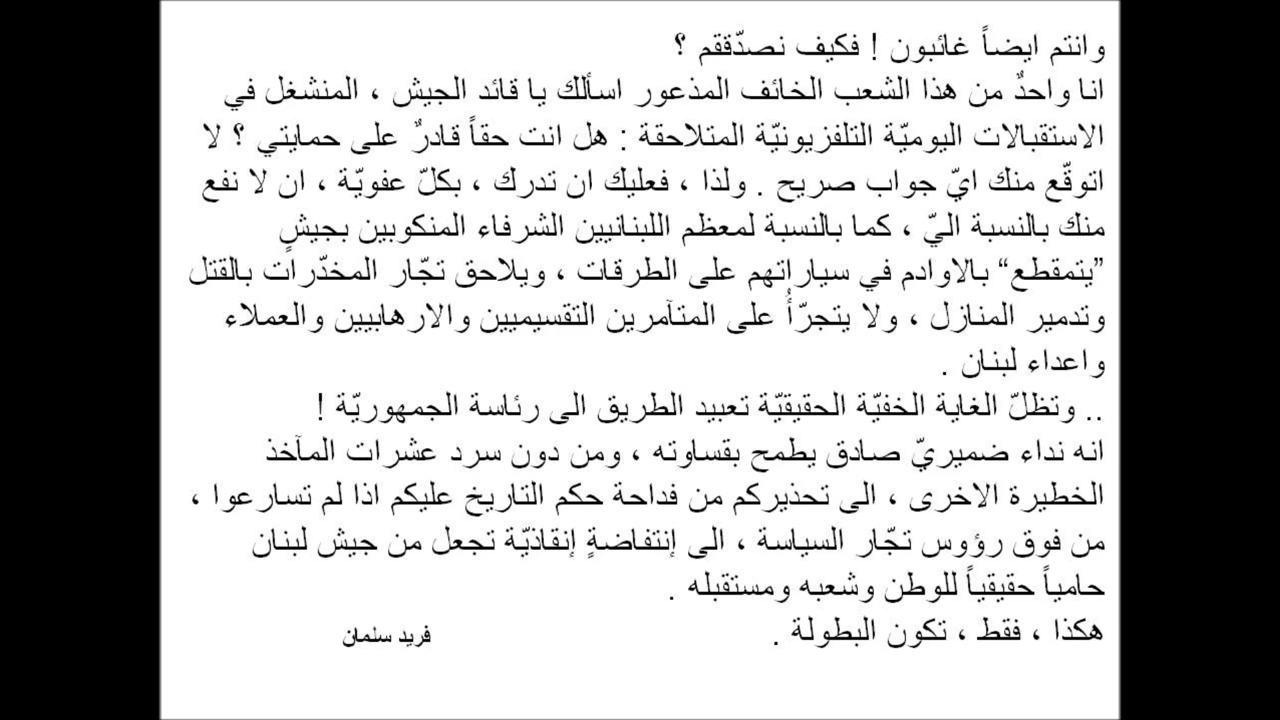 وانتم ايضاً غائبون ! فكيف نصدّققم ؟
انا واحدٌ من هذا الشعب الخائف المذعور اسألك يا قائد الجيش ، المنشغل في
الاستقبالات اليوميّة التلفزيونيّة المتلاحقة : هل انت حقاً قادرٌ على حمايتي ؟ لا
اتوقّع منك ايّ جواب صريح . ولذا ، فعليك ان تدرك ، بكلّ عفويّة ، ان لا نفع
منك بالنسبة اليّ ، كما بالنسبة لمعظم اللبنانيين الشرفاء المنكوبين بجيشٍ
”يتمقطع“ بالاوادم في سياراتهم على الطرقات ، ويلاحق تجّار المخدّرات بالقتل
وتدمير المنازل ، ولا يتجرّأُ على المتآمرين التقسيميين والارهابيين والعملاء
واعداء لبنان .
.. وتظلّ الغاية الخفيّة الحقيقيّة تعبيد الطريق الى رئاسة الجمهوريّة !
انه نداء ضميريّ صادق يطمح بقساوته ، ومن دون سرد عشرات المآخذ
الخطيرة الاخرى ، الى تحذيركم من فداحة حكم التاريخ عليكم اذا لم تسارعوا ،
من فوق رؤوس تجّار السياسة ، الى إنتفاضةٍ إنقاذيّة تجعل من جيش لبنان
حامياً حقيقياً للوطن وشعبه ومستقبله .
هكذا ، فقط ، تكون البطولة . فريد سلمان